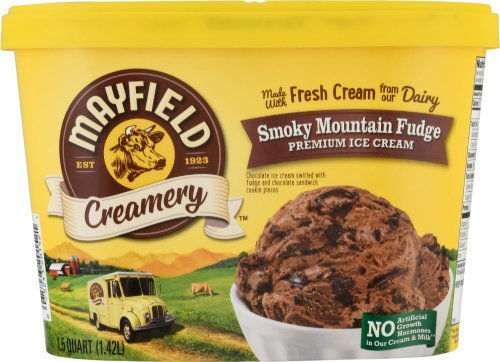 MAYFIELD
EST 1923
Creamery™
Made With Fresh Cream from our Dairy
Smoky Mountain Fudge
PREMIUM ICE CREAM
Chocolate ice cream swirled with
fudge and chocolate sandwich
cookie pieces
MAYFIELD
NO Artificial
Growth
Hormones
in Our Cream & Milk*
1.5 QUART (1.42L)